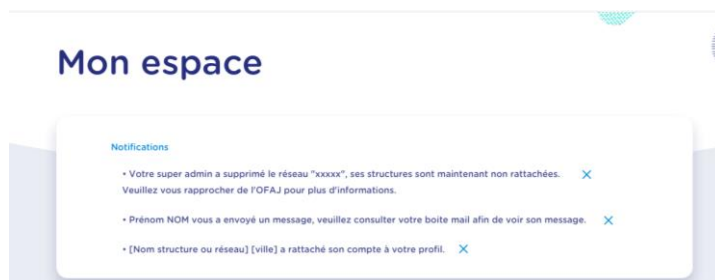 Mon espace
Notifications
• Votre super admin a supprimé le réseau "xxxxx", ses structures sont maintenant non rattachées.
Veuillez vous rapprocher de l'OFAJ pour plus d'informations.
• Prénom NOM vous a envoyé un message, veuillez consulter votre boite mail afin de voir son message.
• [Nom structure ou réseau] [ville] a rattaché son compte à votre profil.